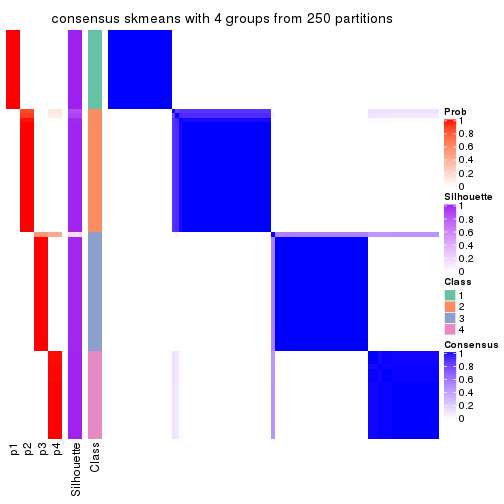 consensus skmeans with 4 groups from 250 partitions
Prob
1
0.8
0.6
0.4
0.2
0
Silhouette
1
0.8
0.6
0.4
0.2
0
Class
1
2
3
4
Consensus
1
0.8
0.6
0.4
0.2
0
p1
p2
p3
p4
Silhouette
Class